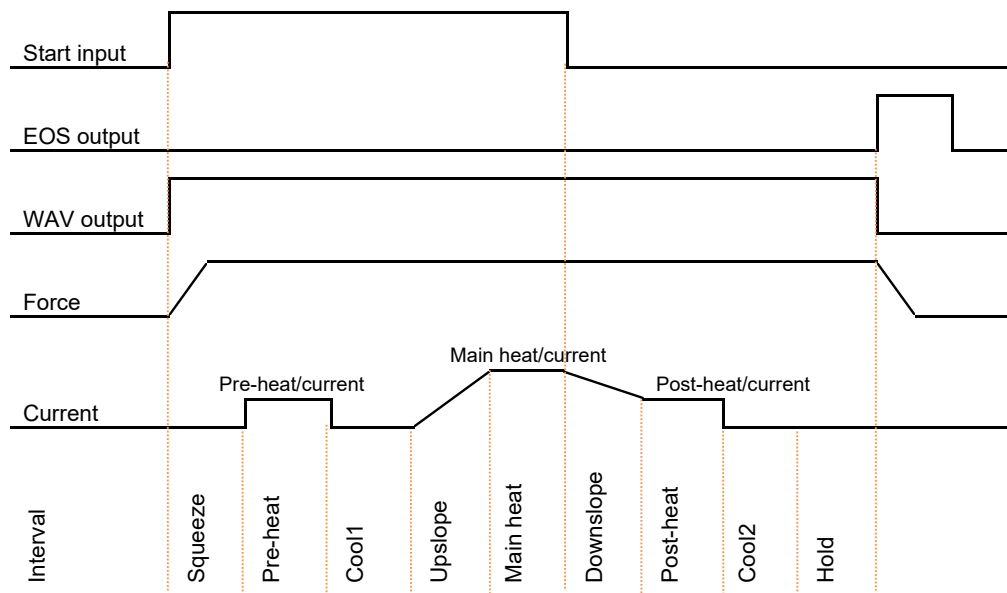 Start input
EOS output
WAV output
Force
Main heat/current
Pre-heat/current
Post-heat/current
Current
Interval
Squeeze
Pre-heat
Cool1
Upslope
Main heat
Downslope
Post-heat
Cool2
Hold